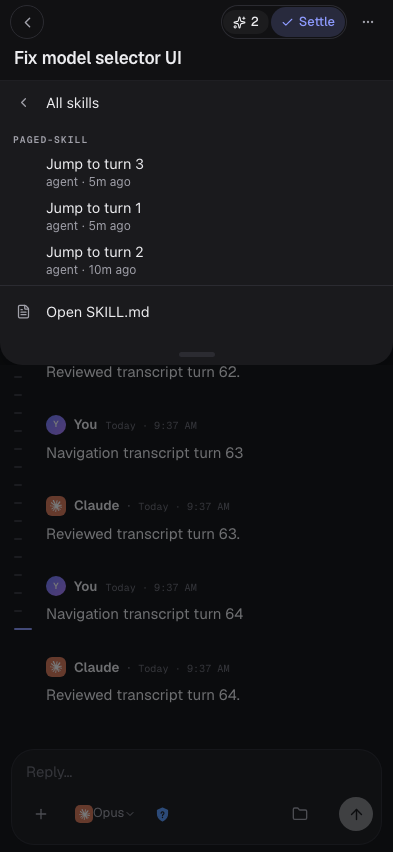 2
Settle
Fix model selector UI
All skills
PAGED-SKILL
Jump to turn 3
agent · 5m ago
Jump to turn 1
agent · 5m ago
Jump to turn 2
agent · 10m ago
Open SKILL.md
Reviewed transcript turn 62.
Y You Today · 9:37 AM
Navigation transcript turn 63
Claude · Today · 9:37 AM
Reviewed transcript turn 63.
Y You Today · 9:37 AM
Navigation transcript turn 64
Claude · Today · 9:37 AM
Reviewed transcript turn 64.
Reply...
Opus